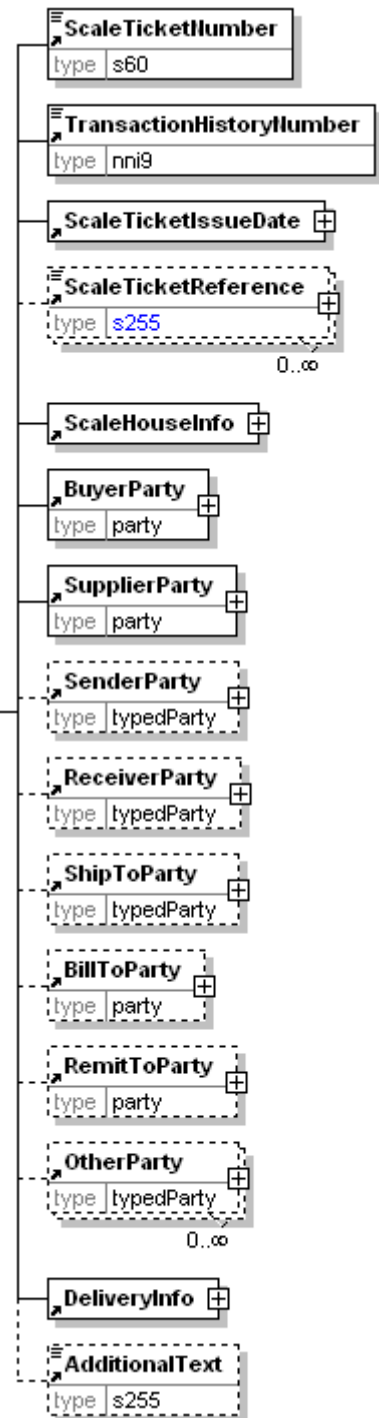 ScaleTicketNumber
type s60
TransactionHistoryNumber
type nni9
ScaleTicketIssueDate
ScaleTicketReference
type s255
0..∞
ScaleHouseInfo
BuyerParty
type party
SupplierParty
type party
SenderParty
type typedParty
ReceiverParty
type typedParty
ShipToParty
type typedParty
BillToParty
type party
RemitToParty
type party
OtherParty
type typedParty
0..∞
DeliveryInfo
AdditionalText
type s255